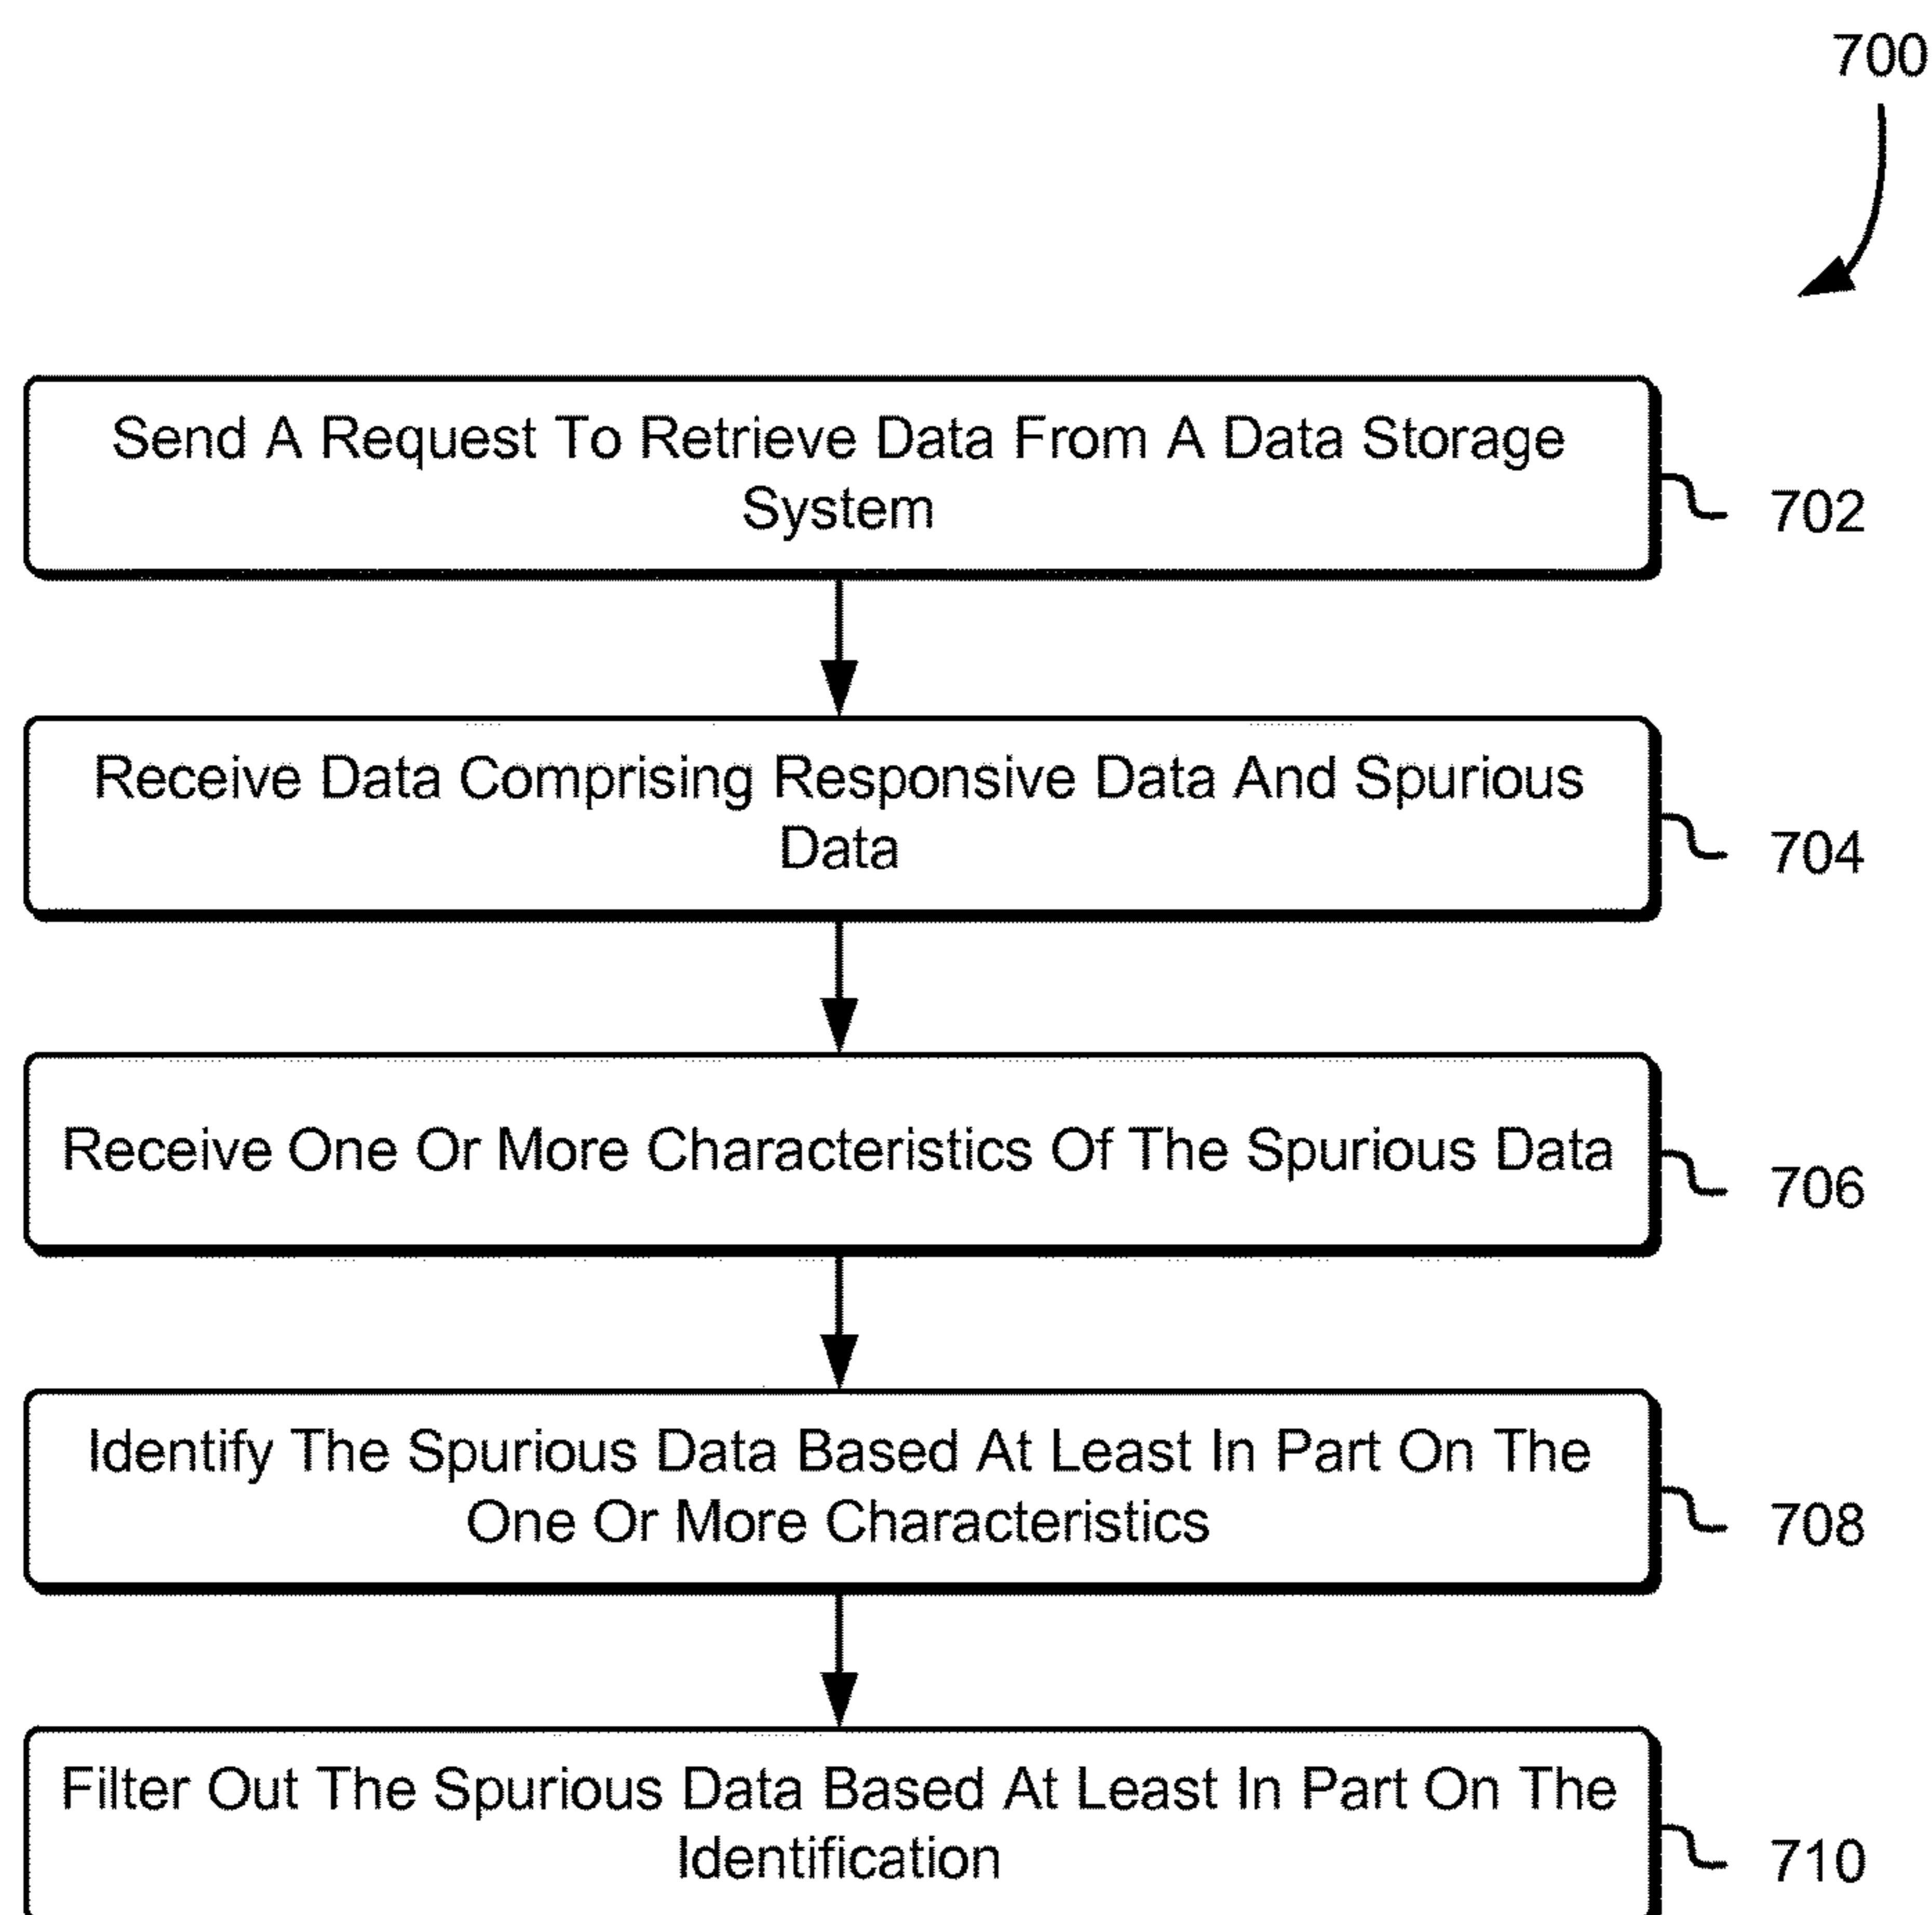 700
Send A Request To Retrieve Data From A Data Storage
System
702
Receive Data Comprising Responsive Data And Spurious
Data
704
Receive One Or More Characteristics Of The Spurious Data
706
Identify The Spurious Data Based At Least In Part On The
One Or More Characteristics
708
Filter Out The Spurious Data Based At Least In Part On The
Identification
710